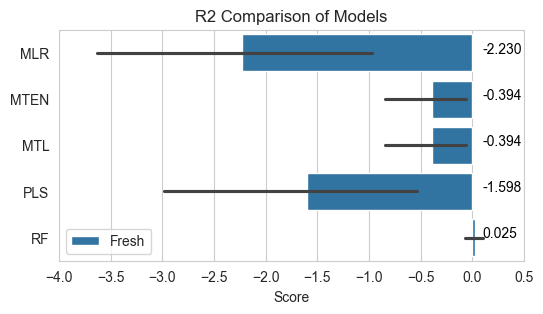 R2 Comparison of Models
MLR
-2.230
MTEN
-0.394
MTL
-0.394
PLS
-1.598
RF
0.025
Fresh
−4.0 −3.5 −3.0 −2.5 −2.0 −1.5 −1.0 −0.5 0.0 0.5
Score